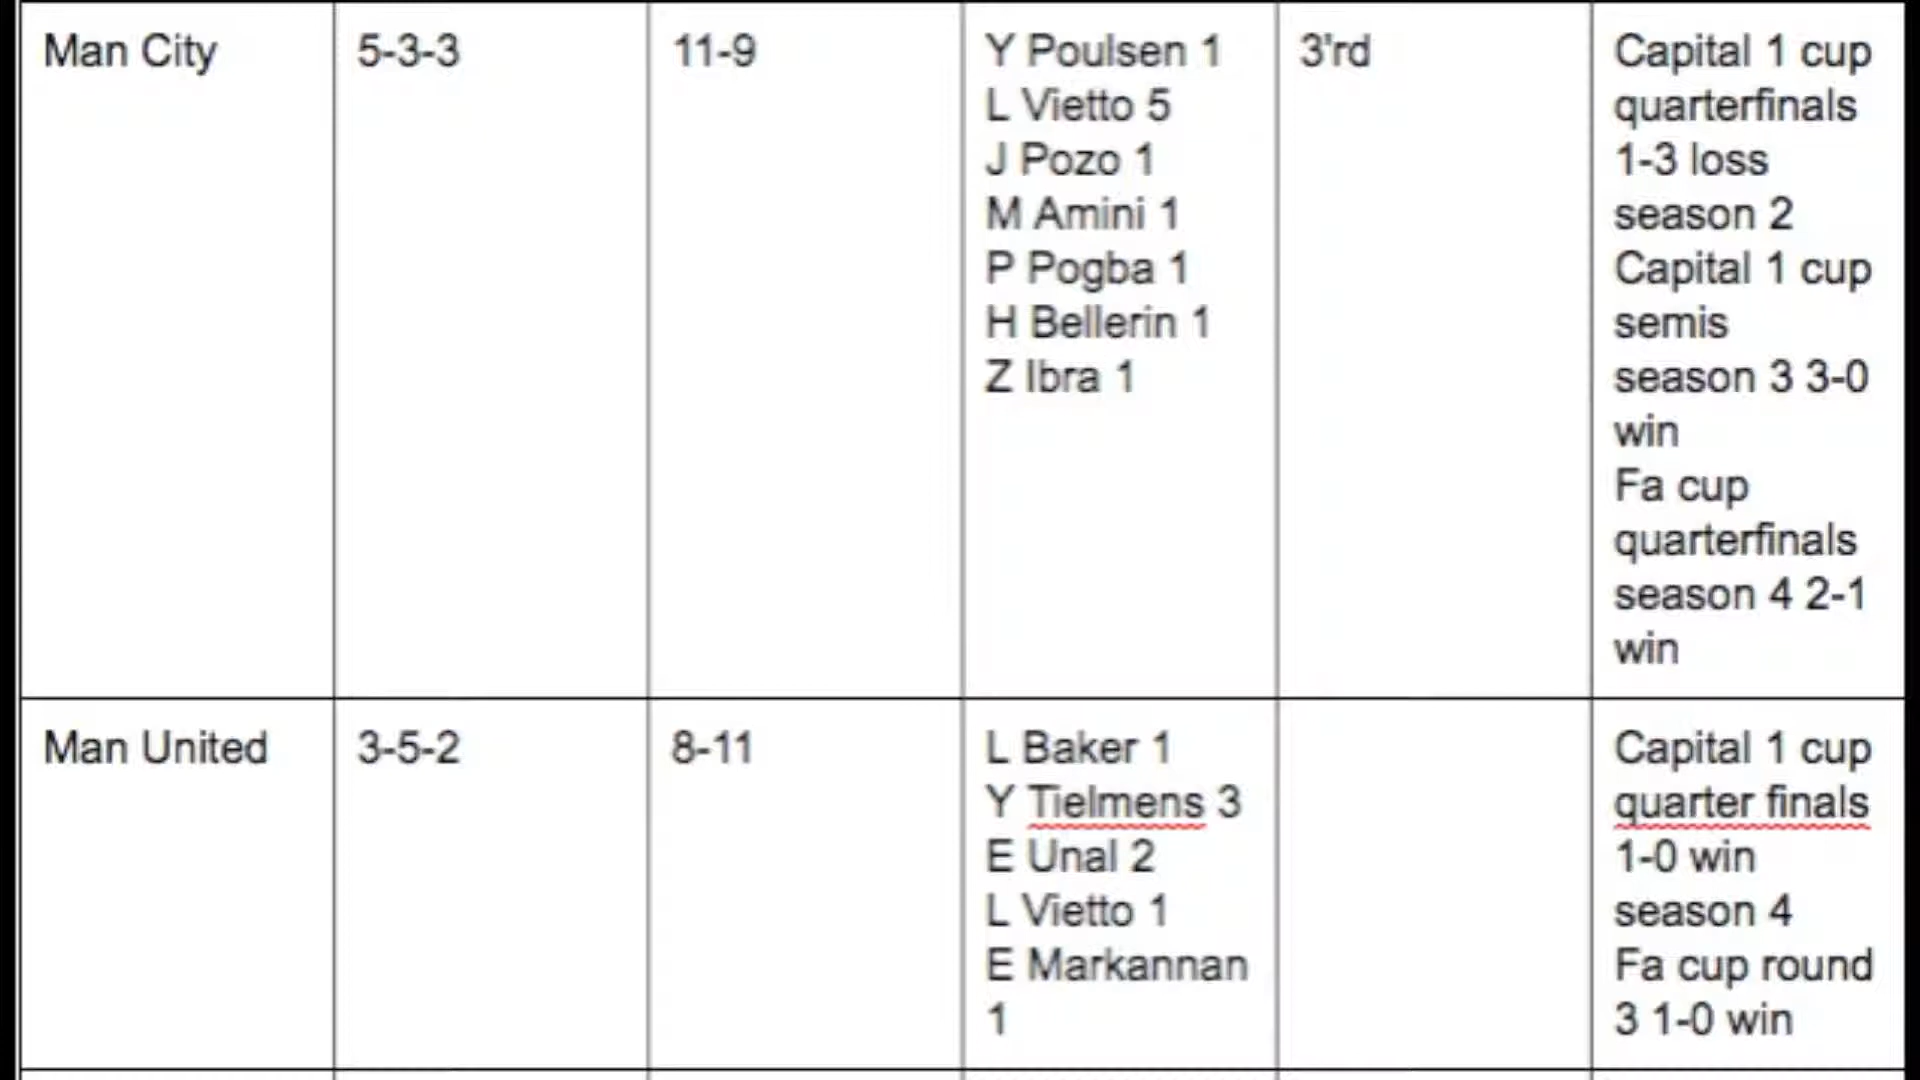 Man City
5-3-3
11-9
Y Poulsen 1
L Vietto 5
J Pozo 1
M Amini 1
P Pogba 1
H Bellerin 1
Z Ibra 1
3'rd
Capital 1 cup
quarterfinals
1-3 loss
season 2
Capital 1 cup
semis
season 3 3-0
win
Fa cup
quarterfinals
season 4 2-1
win
Man United
3-5-2
8-11
L Baker 1
Y Tielmens 3
E Unal 2
L Vietto 1
E Markannan
1
Capital 1 cup
quarter finals
1-0 win
season 4
Fa cup round
3 1-0 win